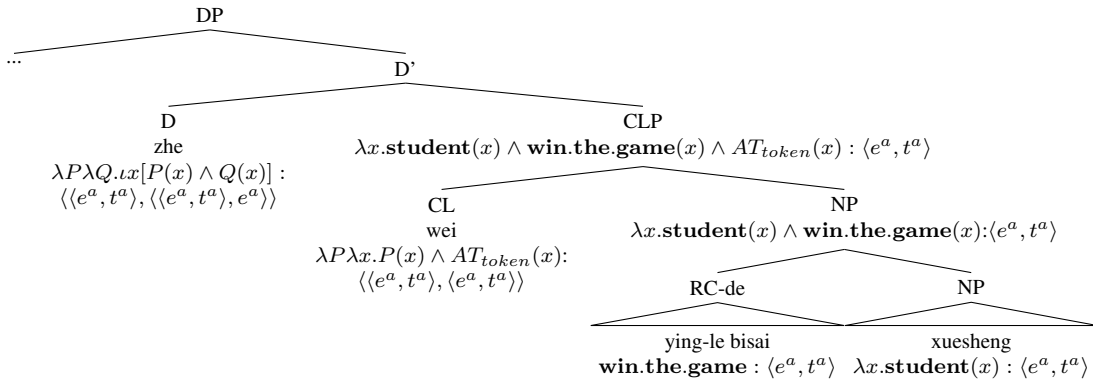 DP
...
D’
D
CLP
zhe
λx.student(x) ∧ win.the.game(x) ∧ AT_token(x) : ⟨e^a, t^a⟩
λPλQ.ιx[P(x) ∧ Q(x)] :
⟨⟨e^a, t^a⟩, ⟨⟨e^a, t^a⟩, e^a⟩⟩
CL
NP
wei
λx.student(x) ∧ win.the.game(x):⟨e^a, t^a⟩
λPλx.P(x) ∧ AT_token(x):
⟨⟨e^a, t^a⟩, ⟨e^a, t^a⟩⟩
RC-de
NP
ying-le bisai
xuesheng
win.the.game : ⟨e^a, t^a⟩
λx.student(x) : ⟨e^a, t^a⟩